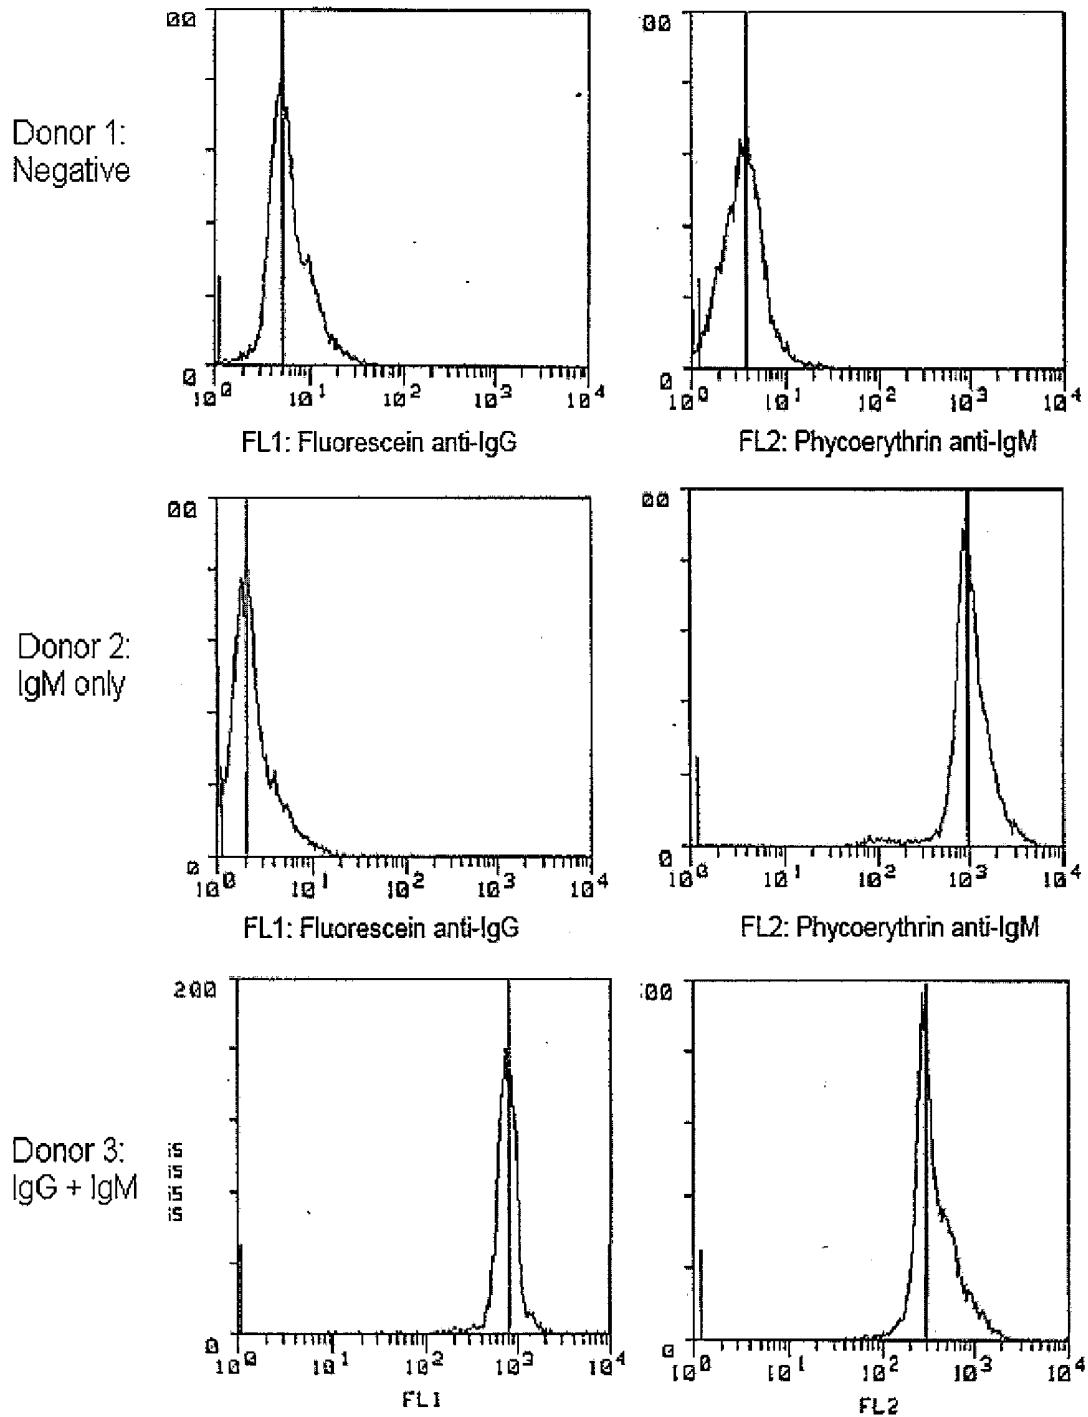 00
00
Donor 1:
Negative
0
0
10^0 10^1 10^2 10^3 10^4
10^0 10^1 10^2 10^3 10^4
FL1: Fluorescein anti-IgG
FL2: Phycoerythrin anti-IgM
00
00
Donor 2:
IgM only
0
0
10^0 10^1 10^2 10^3 10^4
10^0 10^1 10^2 10^3 10^4
FL1: Fluorescein anti-IgG
FL2: Phycoerythrin anti-IgM
200
00
Donor 3:
IgG + IgM
0
0
10^0 10^1 10^2 10^3 10^4
10^0 10^1 10^2 10^3 10^4
FL1
FL2